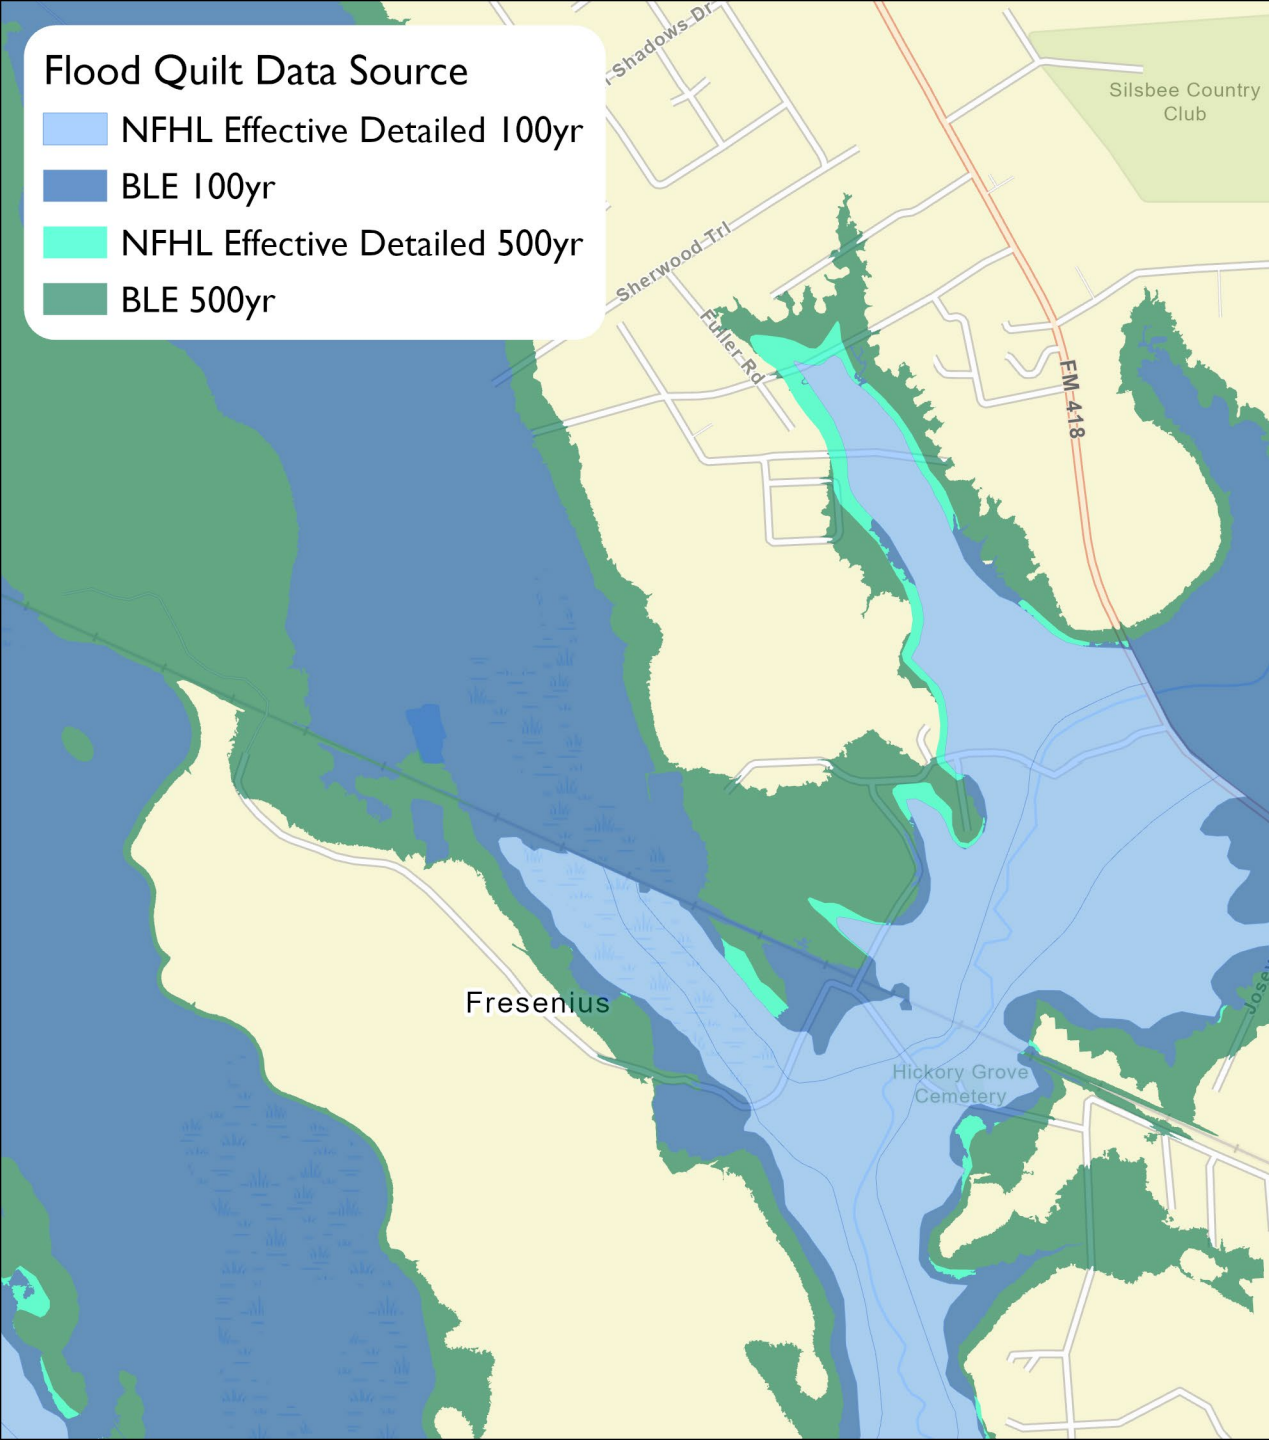 Flood Quilt Data Source
NFHL Effective Detailed 100yr
BLE 100yr
NFHL Effective Detailed 500yr
BLE 500yr
Shadows Dr
Silsbee Country
Club
Sherwood Trl
Fuller Rd
FM 418
Fresenius
Hickory Grove
Cemetery